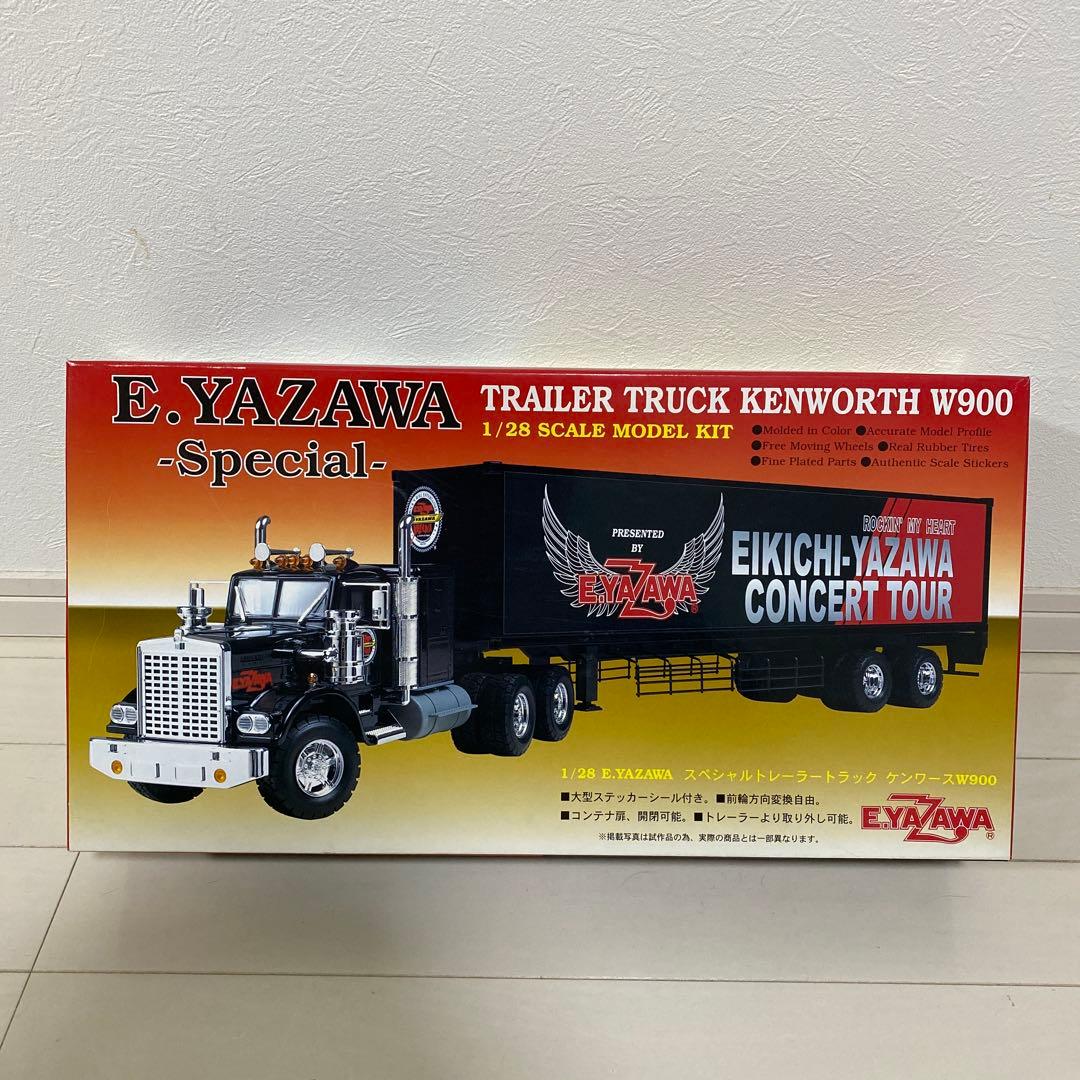 E.YAZAWA
-Special-
TRAILER TRUCK KENWORTH W900
1/28 SCALE MODEL KIT
●Molded in Color ●Accurate Model Profile
●Free Moving Wheels ●Real Rubber Tires
●Fine Plated Parts ●Authentic Scale Stickers
YAZAWA
PRESENTED
BY
E.YAZAWA®
ROCKIN' MY HEART
EIKICHI-YAZAWA
CONCERT TOUR
E.YAZAWA
1/28 E.YAZAWA スペシャルトレーラートラック ケンワースW900
■大型ステッカーシール付き。■前輪方向変換自由。
■コンテナ扉、開閉可能。■トレーラーより取り外し可能。
E.YAZAWA®
※掲載写真は試作品の為、実際の商品とは一部異なります。